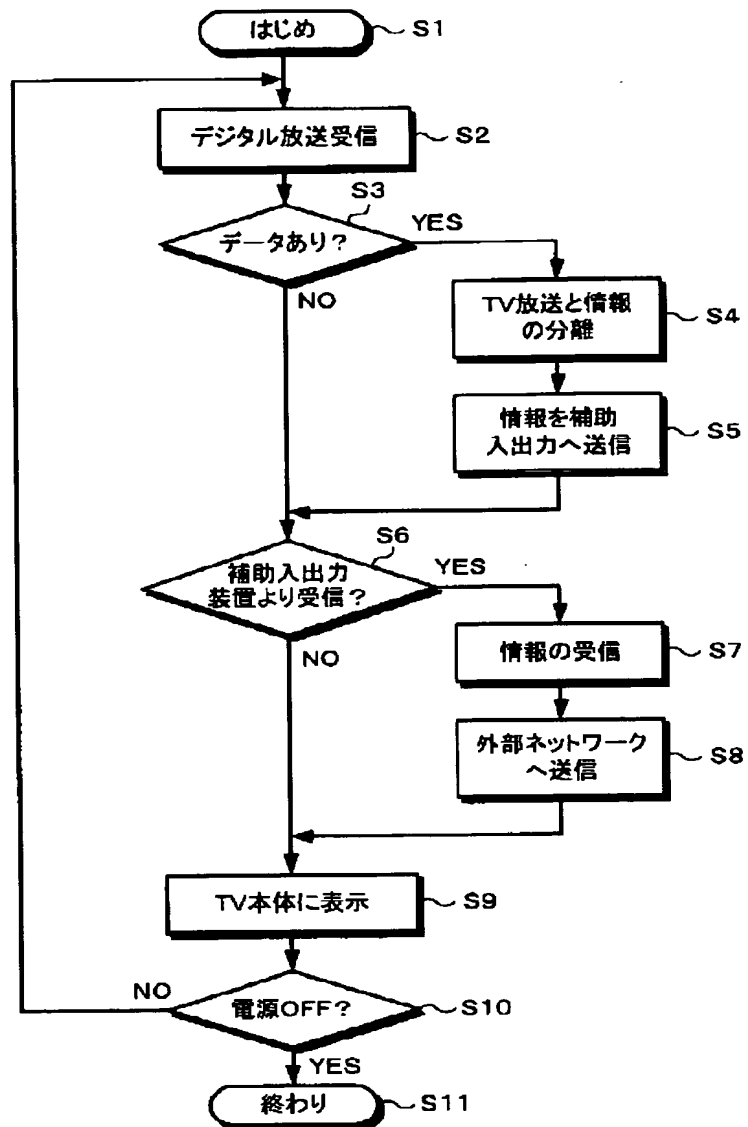 はじめ
S1
デジタル放送受信
S2
S3
データあり？
YES
NO
TV放送と情報
の分離
S4
情報を補助
入出力へ送信
S5
S6
補助入出力
装置より受信？
YES
NO
情報の受信
S7
外部ネットワーク
へ送信
S8
TV本体に表示
S9
NO
電源OFF？
S10
YES
終わり
S11